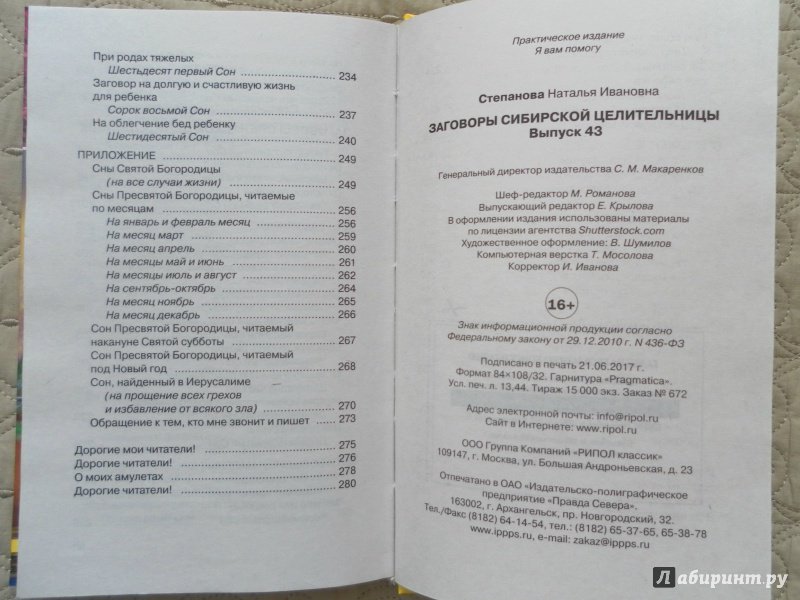 При родах тяжелых
Шестьдесят первый Сон 234
Заговор на долгую и счастливую жизнь
для ребенка
Сорок восьмой Сон 237
На облегчение бед ребенку
Шестидесятый Сон 240
ПРИЛОЖЕНИЕ 249
Сны Святой Богородицы
(на все случаи жизни) 249
Сны Пресвятой Богородицы, читаемые
по месяцам 256
На январь и февраль месяц 256
На месяц март 259
На месяц апрель 260
На месяцы май и июнь 261
На месяцы июль и август 262
На сентябрь-октябрь 264
На месяц ноябрь 265
На месяц декабрь 266
Сон Пресвятой Богородицы, читаемый
накануне Святой субботы 267
Сон Пресвятой Богородицы, читаемый
под Новый год 268
Сон, найденный в Иерусалиме
(на прощение всех грехов
и избавление от всякого зла) 270
Обращение к тем, кто мне звонит и пишет 273
Дорогие мои читатели! 275
Дорогие читатели! 276
О моих амулетах 278
Дорогие читатели! 280
Практическое издание
Я вам помогу
Степанова Наталья Ивановна
ЗАГОВОРЫ СИБИРСКОЙ ЦЕЛИТЕЛЬНИЦЫ
Выпуск 43
Генеральный директор издательства С. М. Макаренков
Шеф-редактор М. Романова
Выпускающий редактор Е. Крылова
В оформлении издания использованы материалы
по лицензии агентства Shutterstock.com
Художественное оформление: В. Шумилов
Компьютерная верстка Т. Мосолова
Корректор И. Иванова
16+
Знак информационной продукции согласно
Федеральному закону от 29.12.2010 г. N 436-ФЗ
Подписано в печать 21.06.2017 г.
Формат 84×108/32. Гарнитура «Pragmatica».
Усл. печ. л. 13,44. Тираж 15 000 экз. Заказ № 672
Адрес электронной почты: info@ripol.ru
Сайт в Интернете: www.ripol.ru
ООО Группа Компаний «РИПОЛ классик»
109147, г. Москва, ул. Большая Андроньевская, д. 23
Отпечатано в ОАО «Издательско-полиграфическое
предприятие «Правда Севера».
163002, г. Архангельск, пр. Новгородский, 32.
Тел./Факс (8182) 64-14-54, тел.: (8182) 65-37-65, 65-38-78
www.ippps.ru, e-mail: zakaz@ippps.ru
Лабиринт.ру